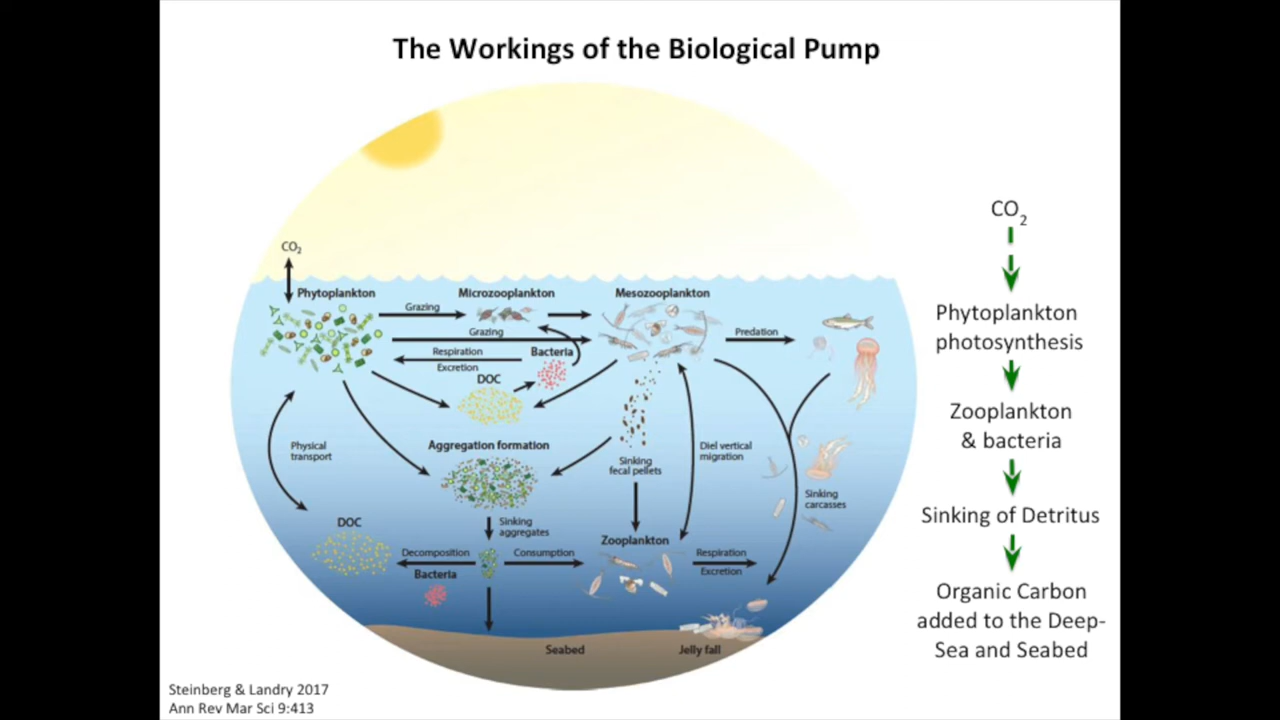 The Workings of the Biological Pump
CO2
Phytoplankton
Microzooplankton
Mesozooplankton
Grazing
Grazing
Predation
Respiration
Excretion
Bacteria
DOC
Physical
transport
Aggregation formation
Sinking
fecal pellets
Diel vertical
migration
Sinking
carcasses
DOC
Sinking
aggregates
Zooplankton
Decomposition
Consumption
Respiration
Excretion
Bacteria
Seabed
Jelly fall
CO2
Phytoplankton
photosynthesis
Zooplankton
& bacteria
Sinking of Detritus
Organic Carbon
added to the Deep-
Sea and Seabed
Steinberg & Landry 2017
Ann Rev Mar Sci 9:413